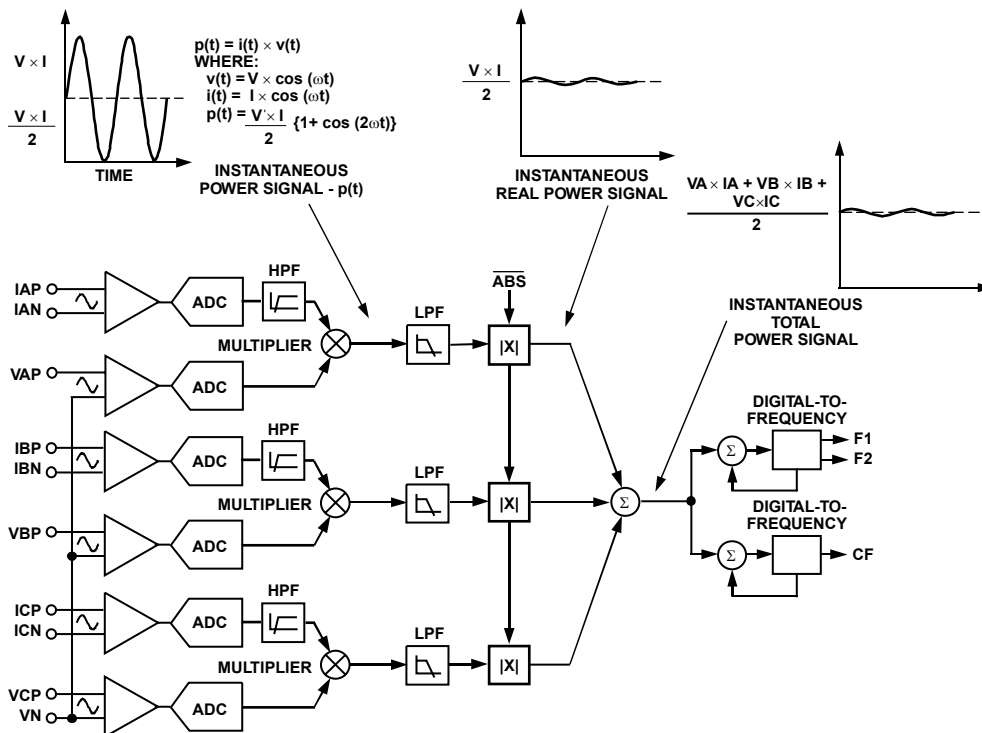 V × I
V × I
2
TIME
p(t) = i(t) × v(t)
WHERE:
v(t) = V × cos (ωt)
i(t) = I × cos (ωt)
p(t) = V × I
2
{1+ cos (2ωt)}
INSTANTANEOUS
POWER SIGNAL - p(t)
V × I
2
INSTANTANEOUS
REAL POWER SIGNAL
VA × IA + VB × IB +
VC×IC
2
INSTANTANEOUS
TOTAL
POWER SIGNAL
IAP
IAN
ADC
HPF
MULTIPLIER
LPF
ABS
|X|
VAP
ADC
IBP
IBN
ADC
HPF
MULTIPLIER
LPF
|X|
Σ
VBP
ADC
ICP
ICN
ADC
HPF
MULTIPLIER
LPF
|X|
VCP
VN
ADC
DIGITAL-TO-
FREQUENCY
Σ
F1
F2
DIGITAL-TO-
FREQUENCY
Σ
CF